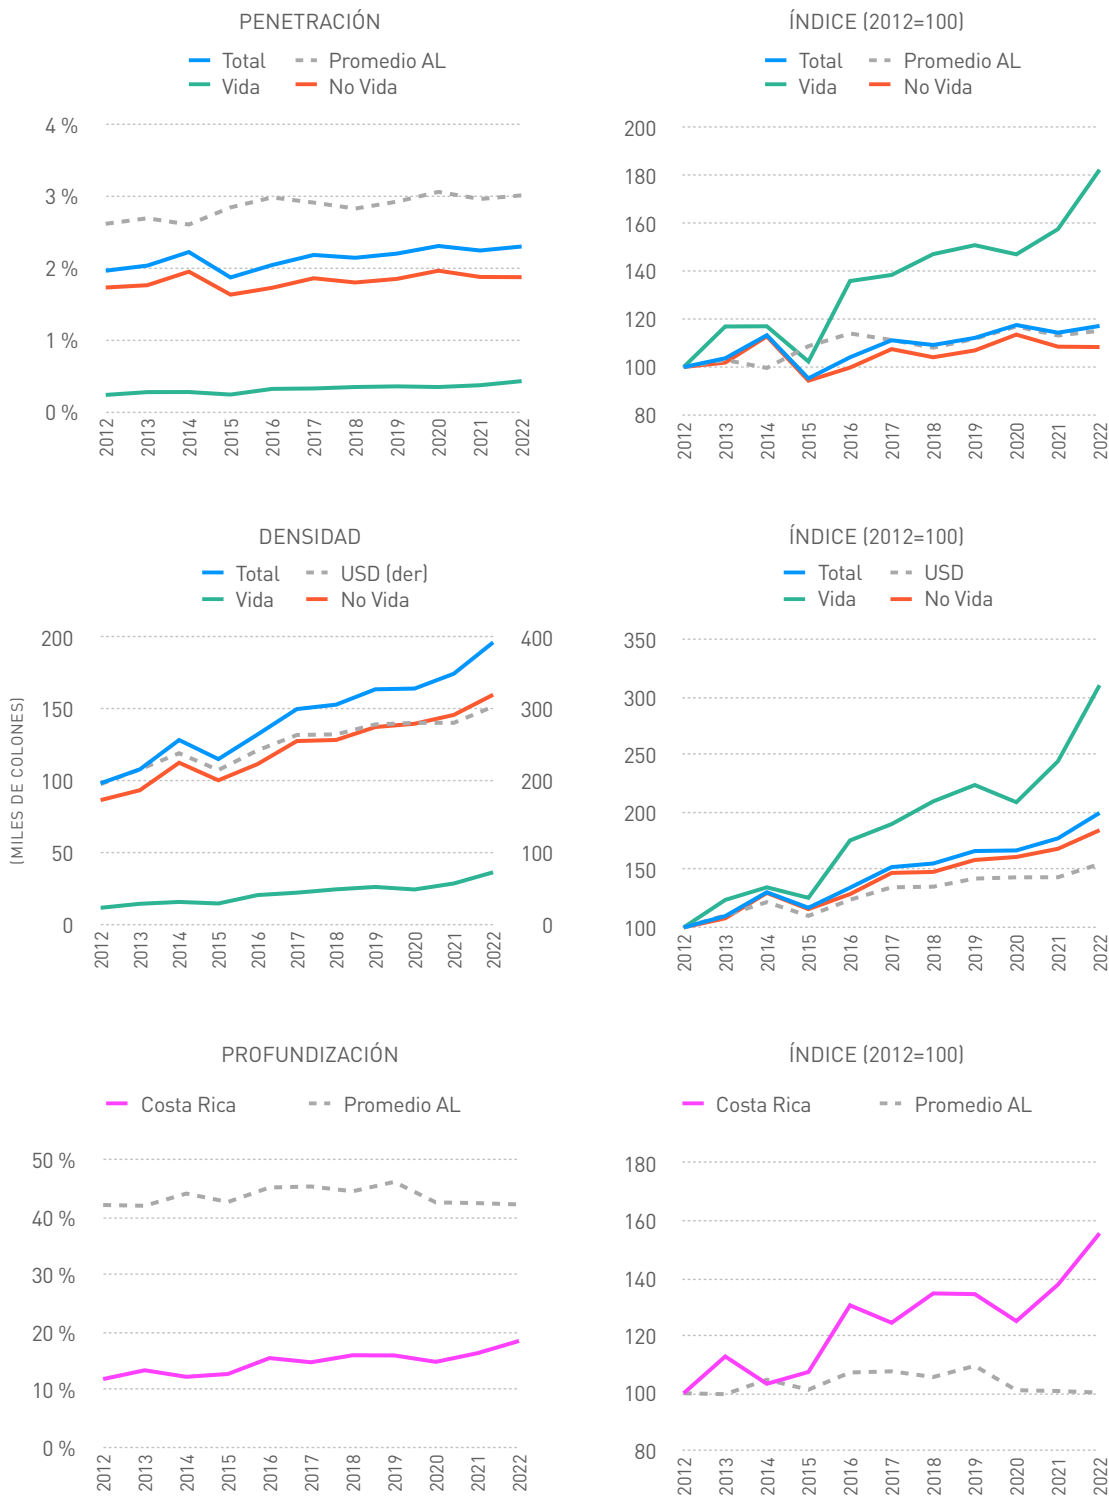 PENETRACIÓN
Total Promedio AL
Vida No Vida
4 %
3 %
2 %
1 %
0 %
2012 2013 2014 2015 2016 2017 2018 2019 2020 2021 2022
ÍNDICE (2012=100)
Total Promedio AL
Vida No Vida
200
180
160
140
120
100
80
2012 2013 2014 2015 2016 2017 2018 2019 2020 2021 2022
DENSIDAD
Total USD (der)
Vida No Vida
(MILES DE COLONES)
200 400
150 300
100 200
50 100
0 0
2012 2013 2014 2015 2016 2017 2018 2019 2020 2021 2022
ÍNDICE (2012=100)
Total USD
Vida No Vida
350
300
250
200
150
100
2012 2013 2014 2015 2016 2017 2018 2019 2020 2021 2022
PROFUNDIZACIÓN
Costa Rica Promedio AL
50 %
40 %
30 %
20 %
10 %
0 %
2012 2013 2014 2015 2016 2017 2018 2019 2020 2021 2022
ÍNDICE (2012=100)
Costa Rica Promedio AL
180
160
140
120
100
80
2012 2013 2014 2015 2016 2017 2018 2019 2020 2021 2022